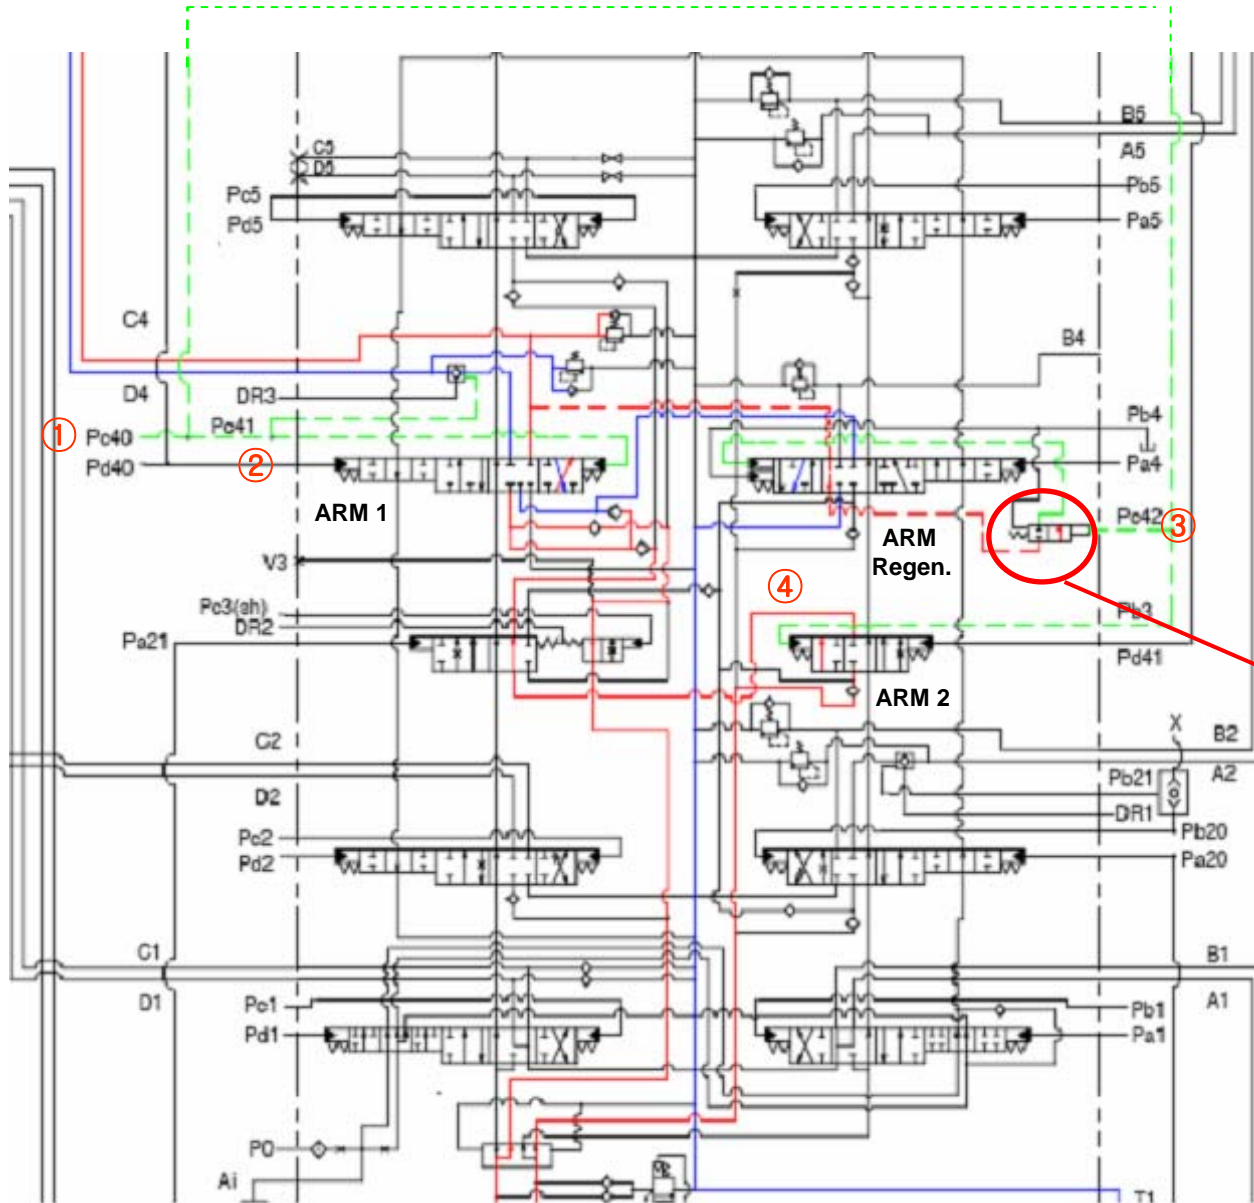 C5
D5
B5
A5
Pc5
Pd5
Pb5
Pa5
C4
D4
DR3
B4
① Pc40
Pc41
Pd40
②
Pb4
Pa4
ARM 1
Pc42 ③
ARM
Regen.
V3
④
Pc3(sh)
DR2
Pb3
Pa21
Pd41
ARM 2
C2
D2
X
B2
A2
Pb21
DR1
Pc2
Pd2
Pb20
Pa20
C1
D1
B1
A1
Pc1
Pd1
Pb1
Pa1
P0
Ai
T1